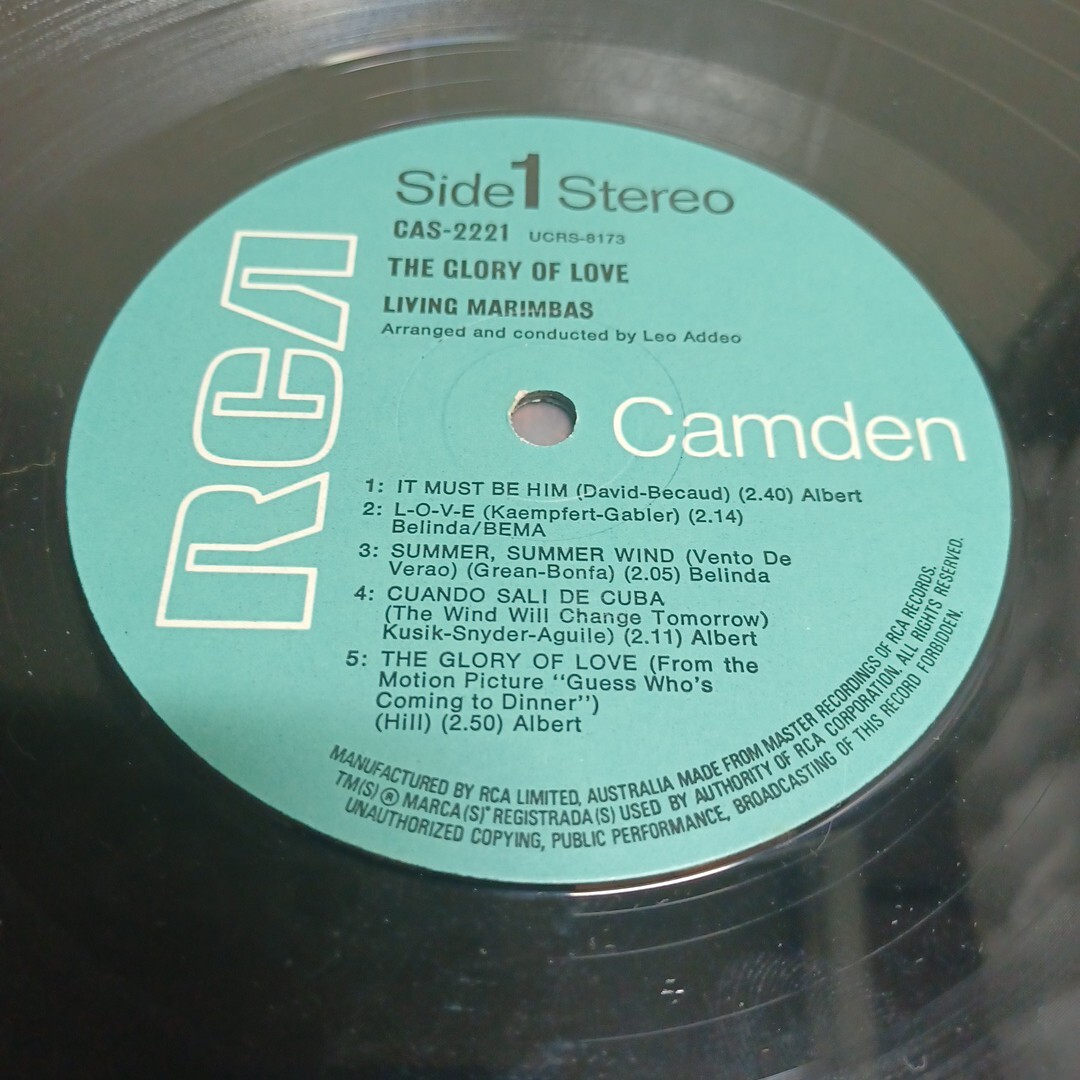 Side 1 Stereo
CAS-2221 UCRS-8173
THE GLORY OF LOVE
LIVING MARIMBAS
Arranged and conducted by Leo Addeo
RCA
Camden
1: IT MUST BE HIM (David-Becaud) (2.40) Albert
2: L-O-V-E (Kaempfert-Gabler) (2.14)
Belinda/BEMA
3: SUMMER, SUMMER WIND (Vento De
Verao) (Grean-Bonfa) (2.05) Belinda
4: CUANDO SALI DE CUBA
(The Wind Will Change Tomorrow)
Kusik-Snyder-Aguile) (2.11) Albert
5: THE GLORY OF LOVE (From the
Motion Picture "Guess Who's
Coming to Dinner")
(Hill) (2.50) Albert
MANUFACTURED BY RCA LIMITED, AUSTRALIA MADE FROM MASTER RECORDINGS OF RCA RECORDS.
TM(S) ® MARCA(S) REGISTRADA(S) USED BY AUTHORITY OF RCA CORPORATION. ALL RIGHTS RESERVED.
UNAUTHORIZED COPYING, PUBLIC PERFORMANCE, BROADCASTING OF THIS RECORD FORBIDDEN.